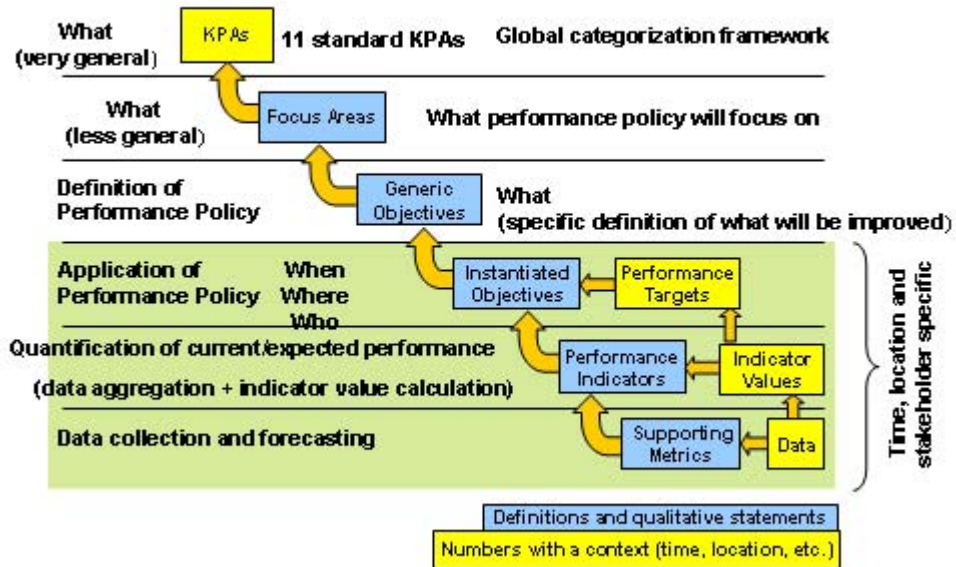 What
(very general)
KPAs
11 standard KPAs
Global categorization framework
What
(less general)
Focus Areas
What performance policy will focus on
Definition of
Performance Policy
Generic
Objectives
What
(specific definition of what will be improved)
Application of
Performance Policy
When
Where
Who
Instantiated
Objectives
Performance
Targets
Quantification of current/expected performance
(data aggregation + indicator value calculation)
Performance
Indicators
Indicator
Values
Data collection and forecasting
Supporting
Metrics
Data
Time, location and
stakeholder specific
Definitions and qualitative statements
Numbers with a context (time, location, etc.)